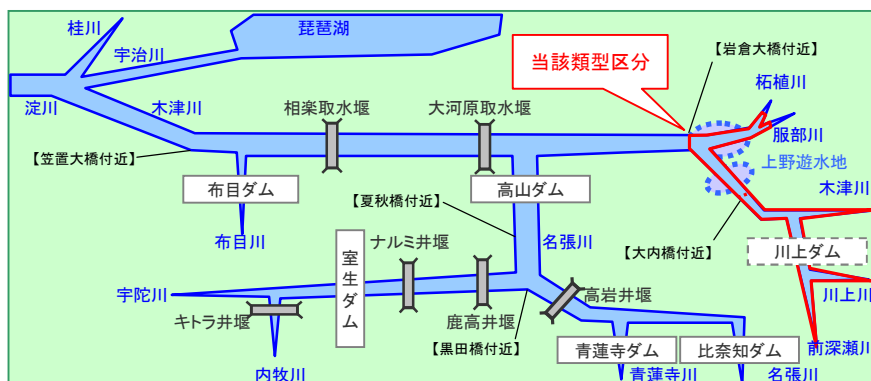 桂川
宇治川
琵琶湖
当該類型区分
【岩倉大橋付近】
柘植川
淀川
木津川
相楽取水堰
大河原取水堰
服部川
【笠置大橋付近】
上野遊水地
布目ダム
高山ダム
木津川
【夏秋橋付近】
布目川
ナルミ井堰
名張川
【大内橋付近】
川上ダム
室生ダム
宇陀川
高岩井堰
川上川
キトラ井堰
鹿高井堰
【黒田橋付近】
青蓮寺ダム
比奈知ダム
前深瀬川
内牧川
青蓮寺川
名張川